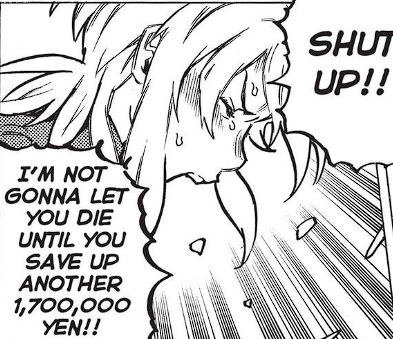 SHUT
UP!!
I'M NOT
GONNA LET
YOU DIE
UNTIL YOU
SAVE UP
ANOTHER
1,700,000
YEN!!